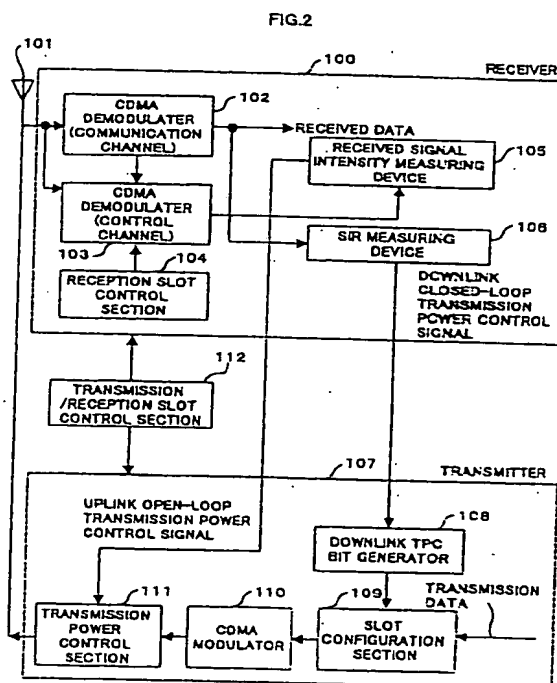 FIG.2
101
100
RECEIVER
CDMA
DEMODULATER
(COMMUNICATION
CHANNEL)
102
RECEIVED DATA
RECEIVED SIGNAL
INTENSITY MEASURING
DEVICE
105
CDMA
DEMODULATER
(CONTROL
CHANNEL)
103
104
SIR MEASURING
DEVICE
106
RECEPTION SLOT
CONTROL
SECTION
DOWNLINK
CLOSED-LOOP
TRANSMISSION
POWER CONTROL
SIGNAL
112
TRANSMISSION
/RECEPTION SLOT
CONTROL SECTION
107
TRANSMITTER
UPLINK OPEN-LOOP
TRANSMISSION POWER
CONTROL SIGNAL
108
DOWNLINK TPC
BIT GENERATOR
111
110
109
TRANSMISSION
DATA
TRANSMISSION
POWER
CONTROL
SECTION
CDMA
MODULATOR
SLOT
CONFIGURATION
SECTION